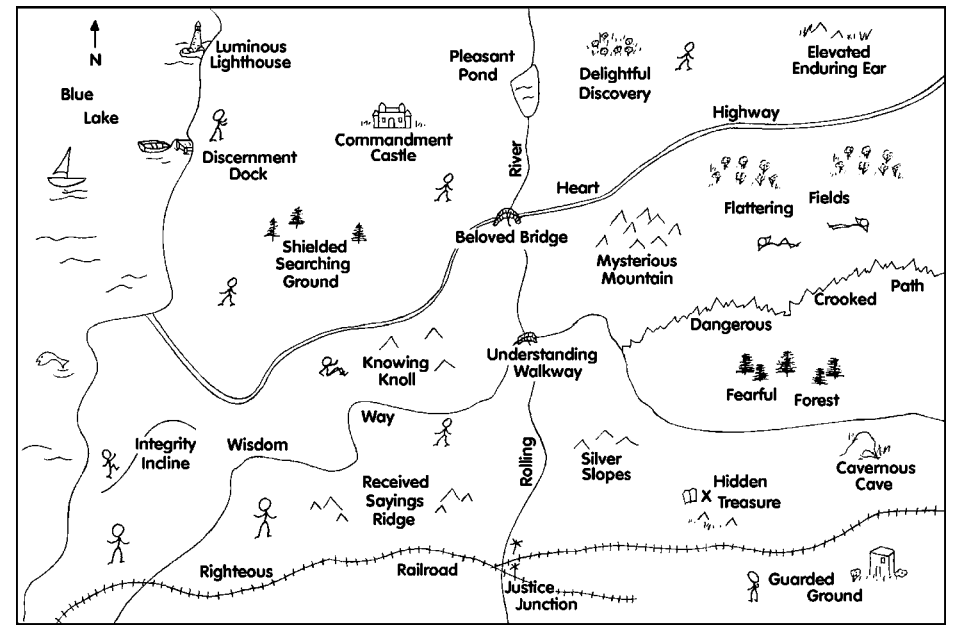 N
Blue
Lake
Luminous
Lighthouse
Discernment
Dock
Commandment
Castle
Pleasant
Pond
River
Delightful
Discovery
Elevated
Enduring Ear
Highway
Heart
Beloved Bridge
Shielded
Searching
Ground
Mysterious
Mountain
Flattering Fields
Dangerous Crooked Path
Understanding
Walkway
Knowing
Knoll
Fearful Forest
Integrity
Incline
Wisdom Way
Rolling
Received
Sayings
Ridge
Silver
Slopes
Hidden
X Treasure
Cavernous
Cave
Righteous Railroad
Justice
Junction
Guarded
Ground